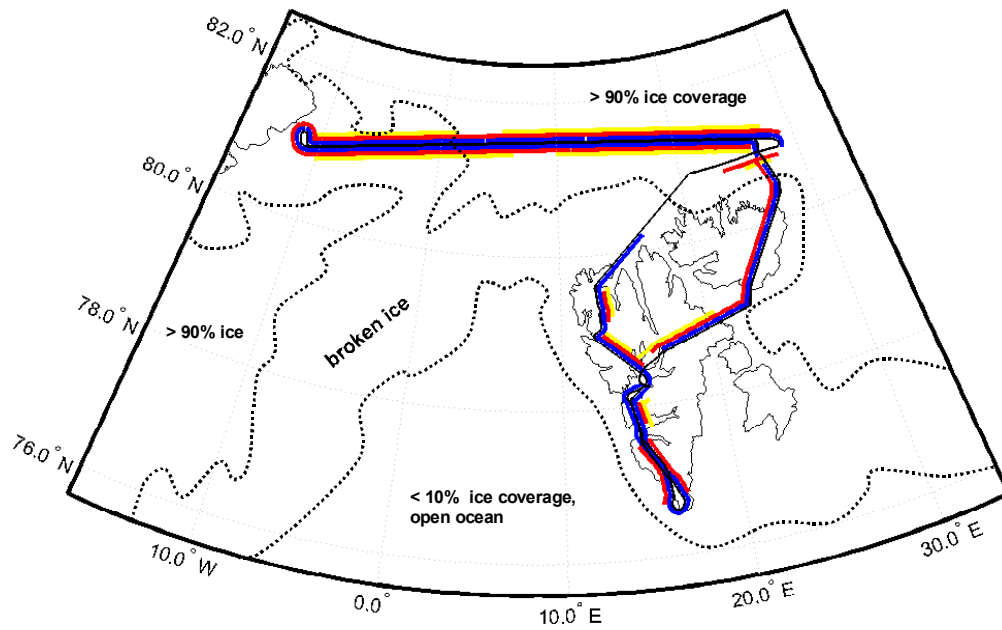 82.0° N
> 90% ice coverage
80.0° N
78.0° N
> 90% ice
broken ice
76.0° N
< 10%  ice coverage,
open ocean
10.0° W
0.0°
10.0° E
20.0° E
30.0° E